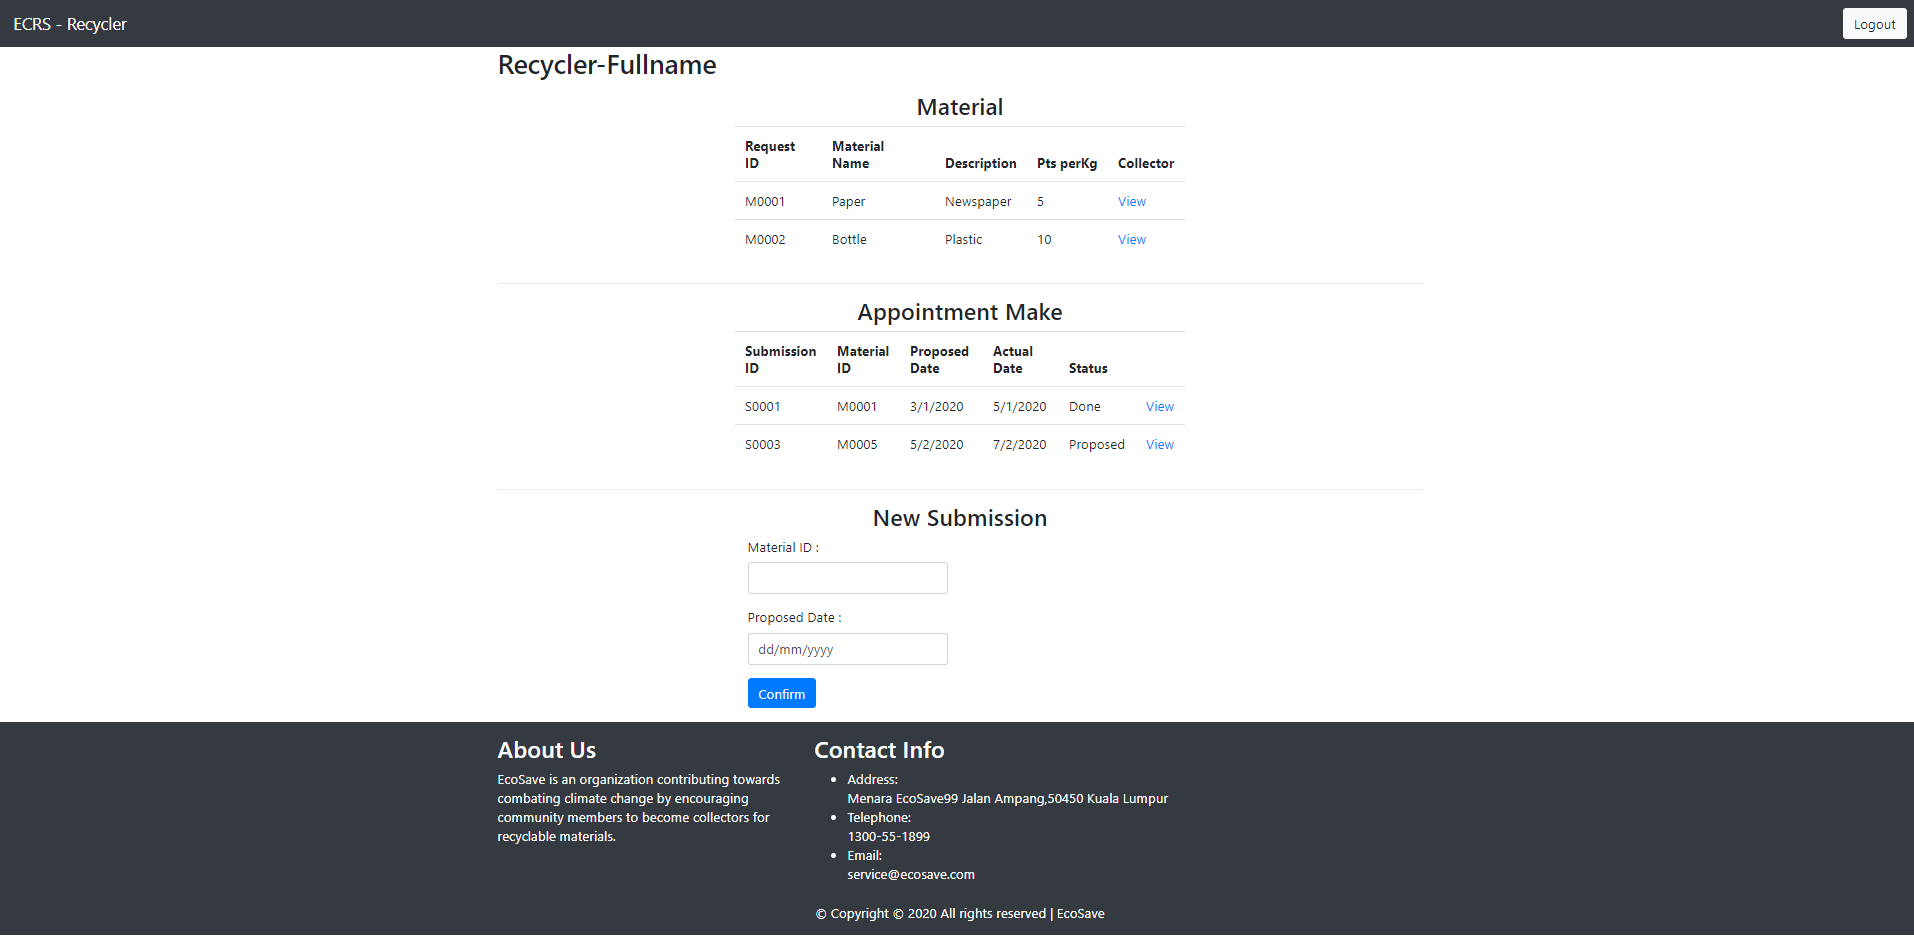 ECRS - Recycler
Logout
Recycler-Fullname
Material
Request ID Material Name Description Pts perKg Collector
M0001 Paper Newspaper 5 View
M0002 Bottle Plastic 10 View
Appointment Make
Submission ID Material ID Proposed Date Actual Date Status
S0001 M0001 3/1/2020 5/1/2020 Done View
S0003 M0005 5/2/2020 7/2/2020 Proposed View
New Submission
Material ID :
Proposed Date :
dd/mm/yyyy
Confirm
About Us
EcoSave is an organization contributing towards
combating climate change by encouraging
community members to become collectors for
recyclable materials.
Contact Info
Address:
Menara EcoSave99 Jalan Ampang,50450 Kuala Lumpur
Telephone:
1300-55-1899
Email:
service@ecosave.com
© Copyright © 2020 All rights reserved | EcoSave